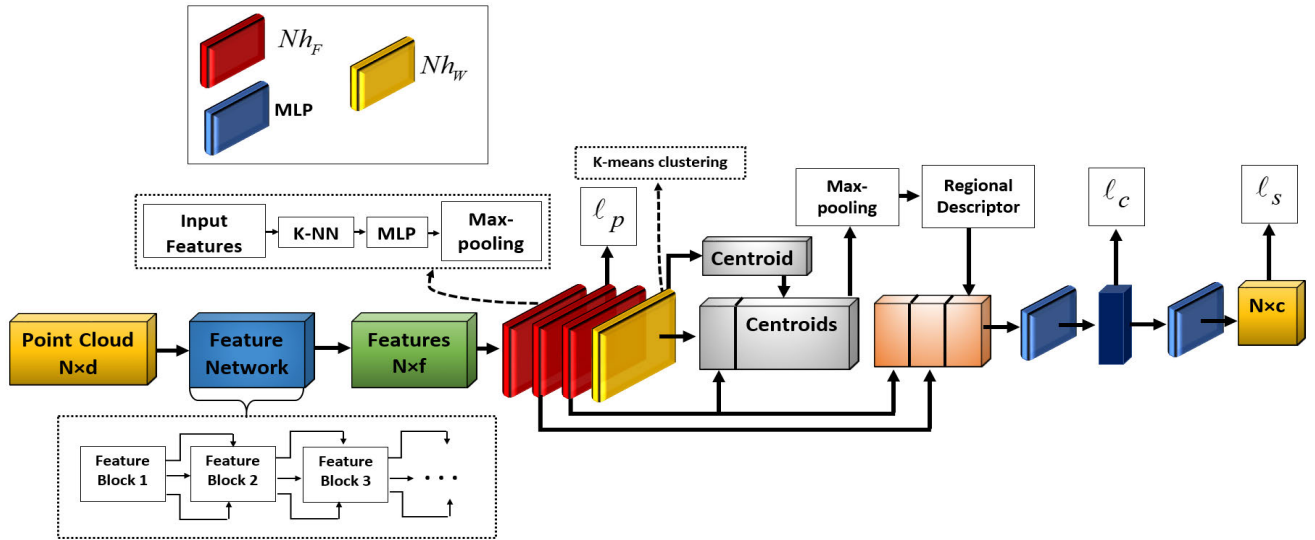 Nh_F
Nh_W
MLP
K-means clustering
Input
Features
K-NN
MLP
Max-
pooling
ℓ_p
Max-
pooling
Regional
Descriptor
ℓ_c
ℓ_s
Centroid
Point Cloud
N×d
Feature
Network
Features
N×f
Centroids
N×c
Feature
Block 1
Feature
Block 2
Feature
Block 3
...